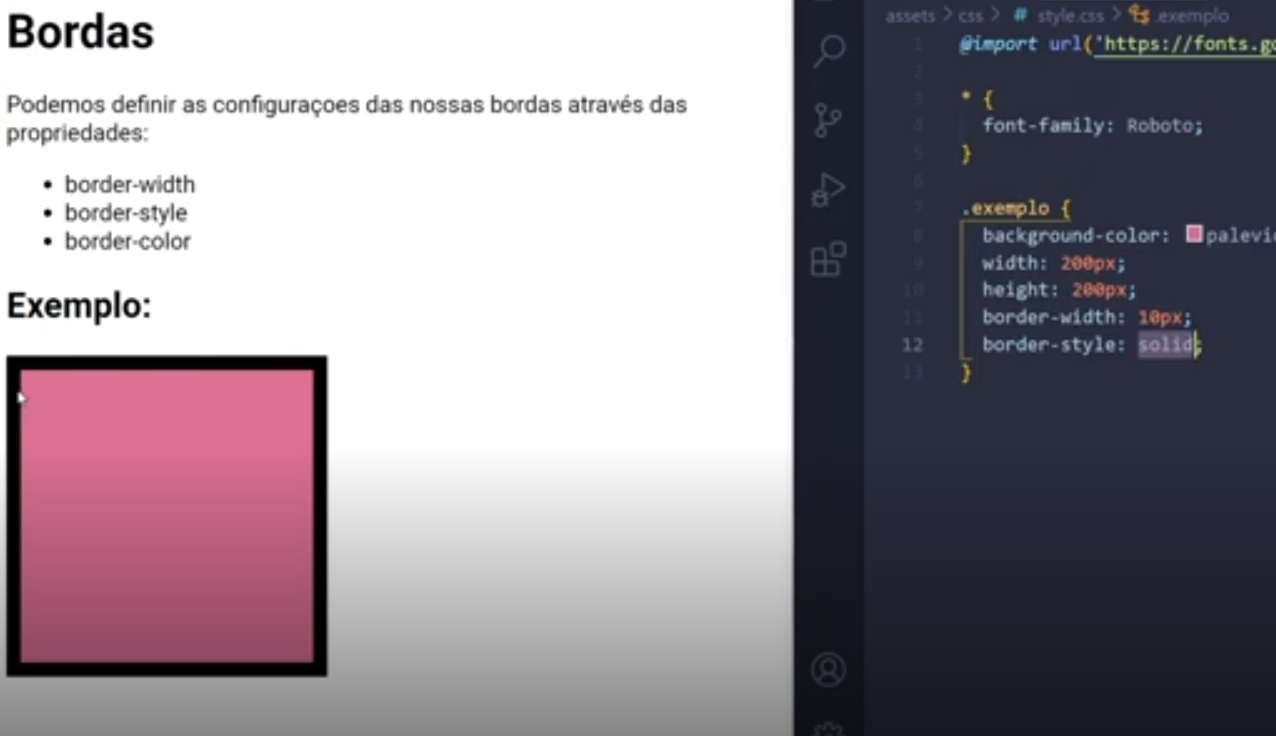 Bordas
Podemos definir as configuraçoes das nossas bordas através das
propriedades:
• border-width
• border-style
• border-color
Exemplo:
assets > css > # style.css > .exemplo
1 @import url('https://fonts.go
2
3 * {
4 font-family: Roboto;
5 }
6
7 .exemplo {
8 background-color: palevio
9 width: 200px;
10 height: 200px;
11 border-width: 10px;
12 border-style: solid;
13 }